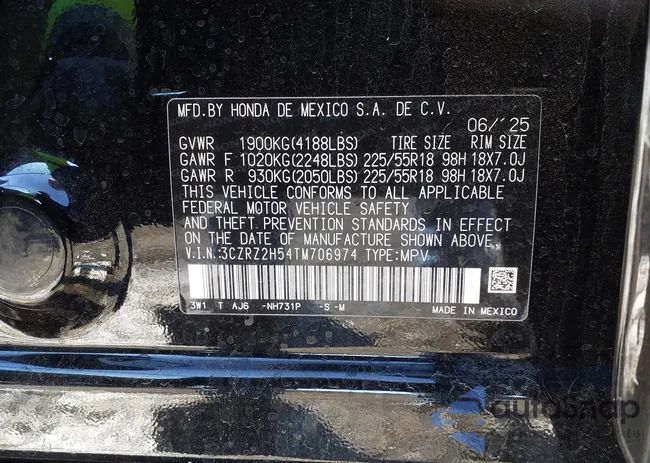 MFD.BY HONDA DE MEXICO S.A. DE C.V.
06/'25
GVWR 1900KG(4188LBS) TIRE SIZE RIM SIZE
GAWR F 1020KG(2248LBS) 225/55R18 98H 18X7.0J
GAWR R 930KG(2050LBS) 225/55R18 98H 18X7.0J
THIS VEHICLE CONFORMS TO ALL APPLICABLE
FEDERAL MOTOR VEHICLE SAFETY
AND THEFT PREVENTION STANDARDS IN EFFECT
ON THE DATE OF MANUFACTURE SHOWN ABOVE.
V.I.N.:3CZRZ2H54TM706974 TYPE:MPV
3W1 T AJ6 -NH731P -S -M MADE IN MEXICO
autoSnap